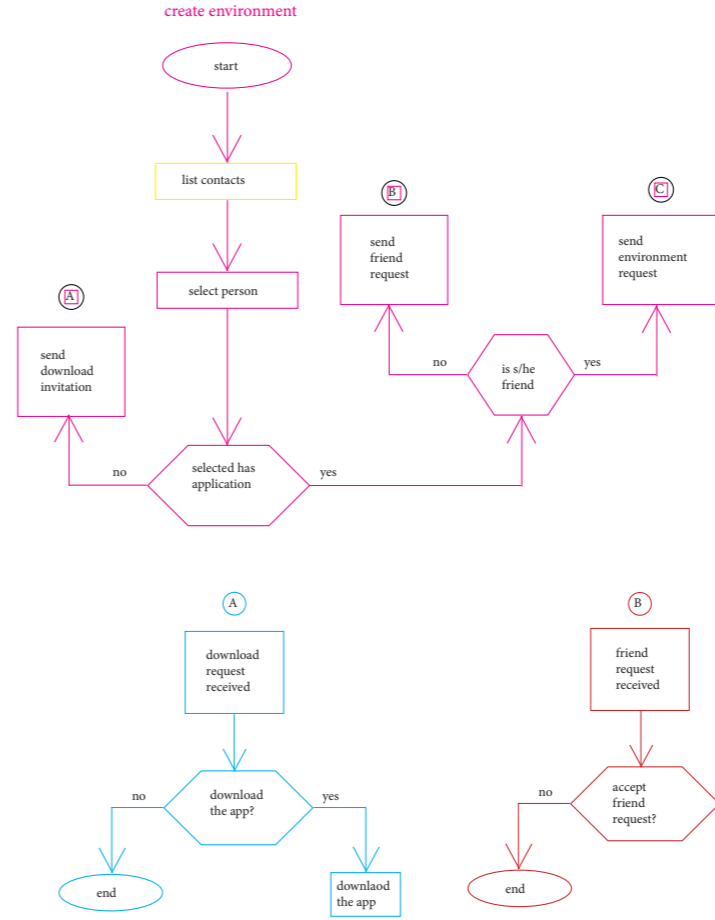 create environment
start
list contacts
select person
A
send
download
invitation
no
selected has
application
yes
B
send
friend
request
no
is s/he
friend
yes
C
send
environment
request
A
download
request
received
no
download
the app?
yes
end
downlaod
the app
B
friend
request
received
no
accept
friend
request?
end